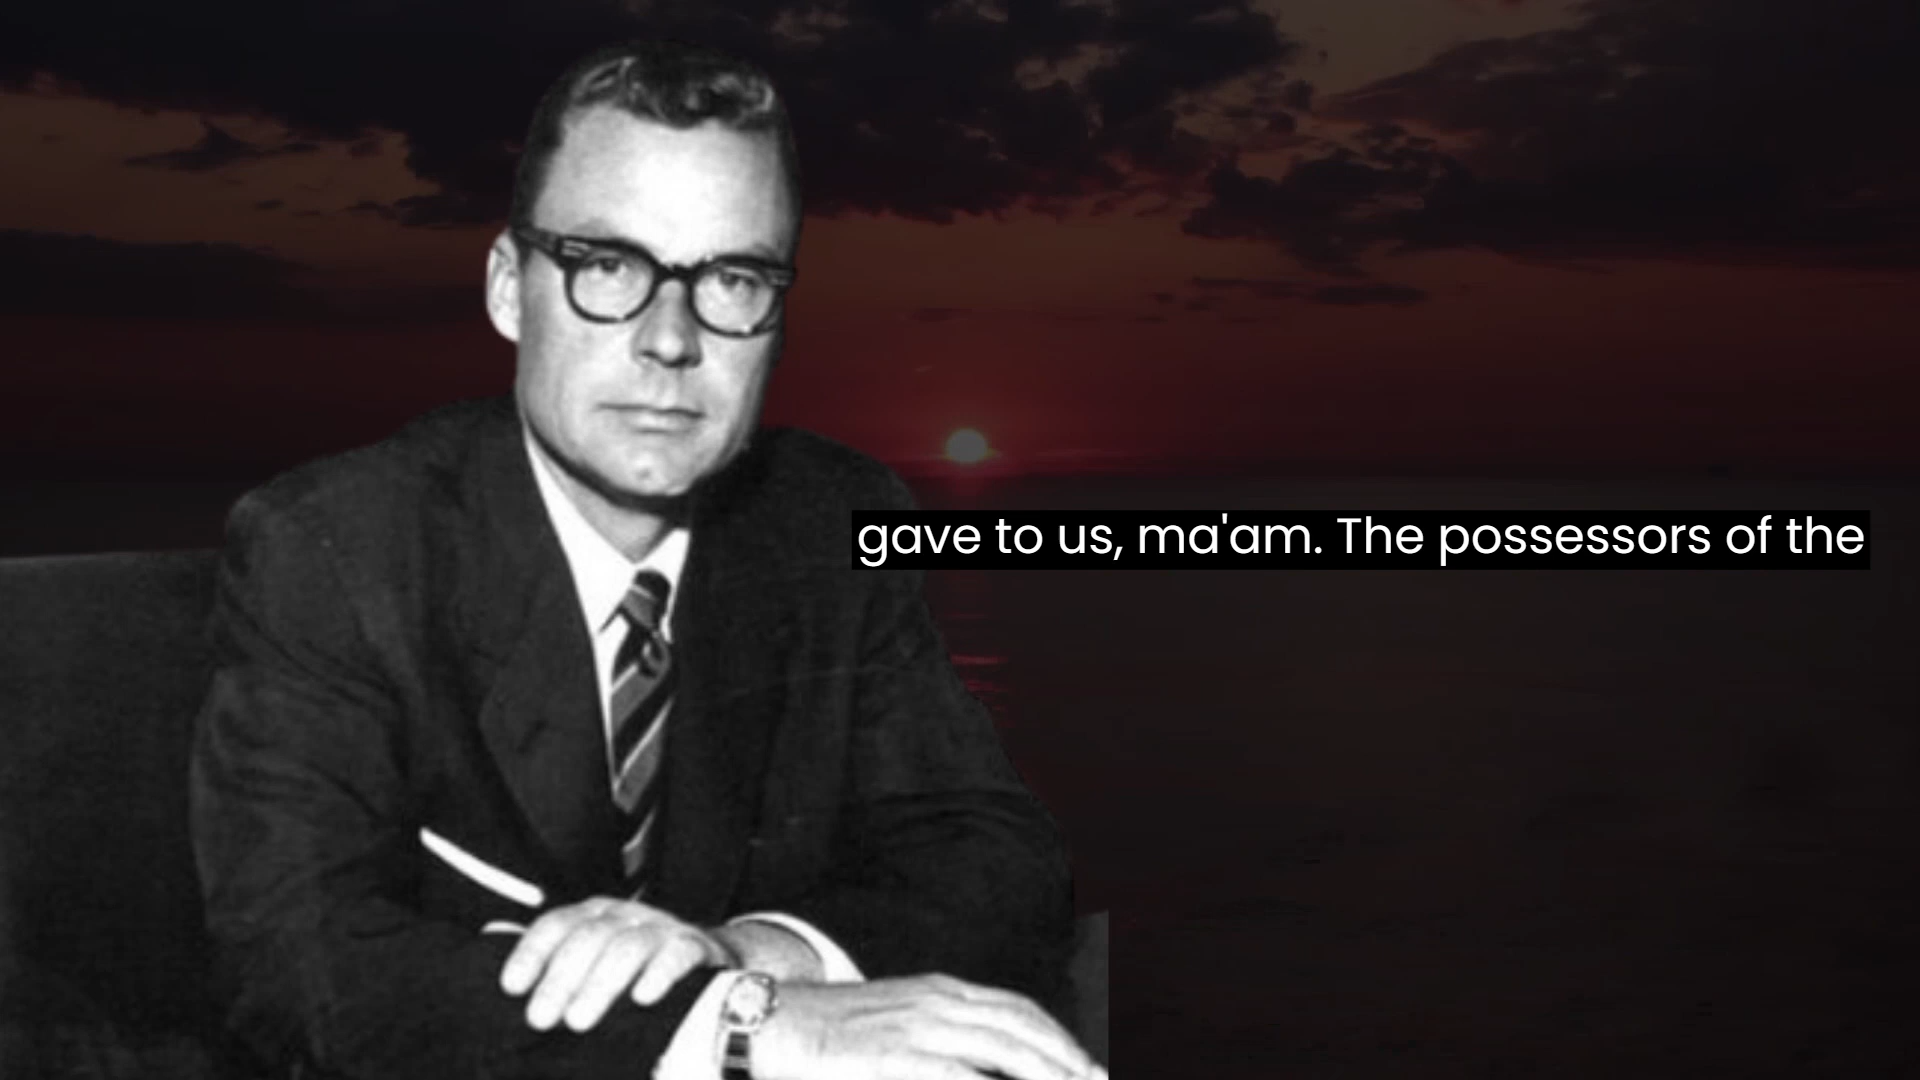 gave to us, ma'am. The possessors of the